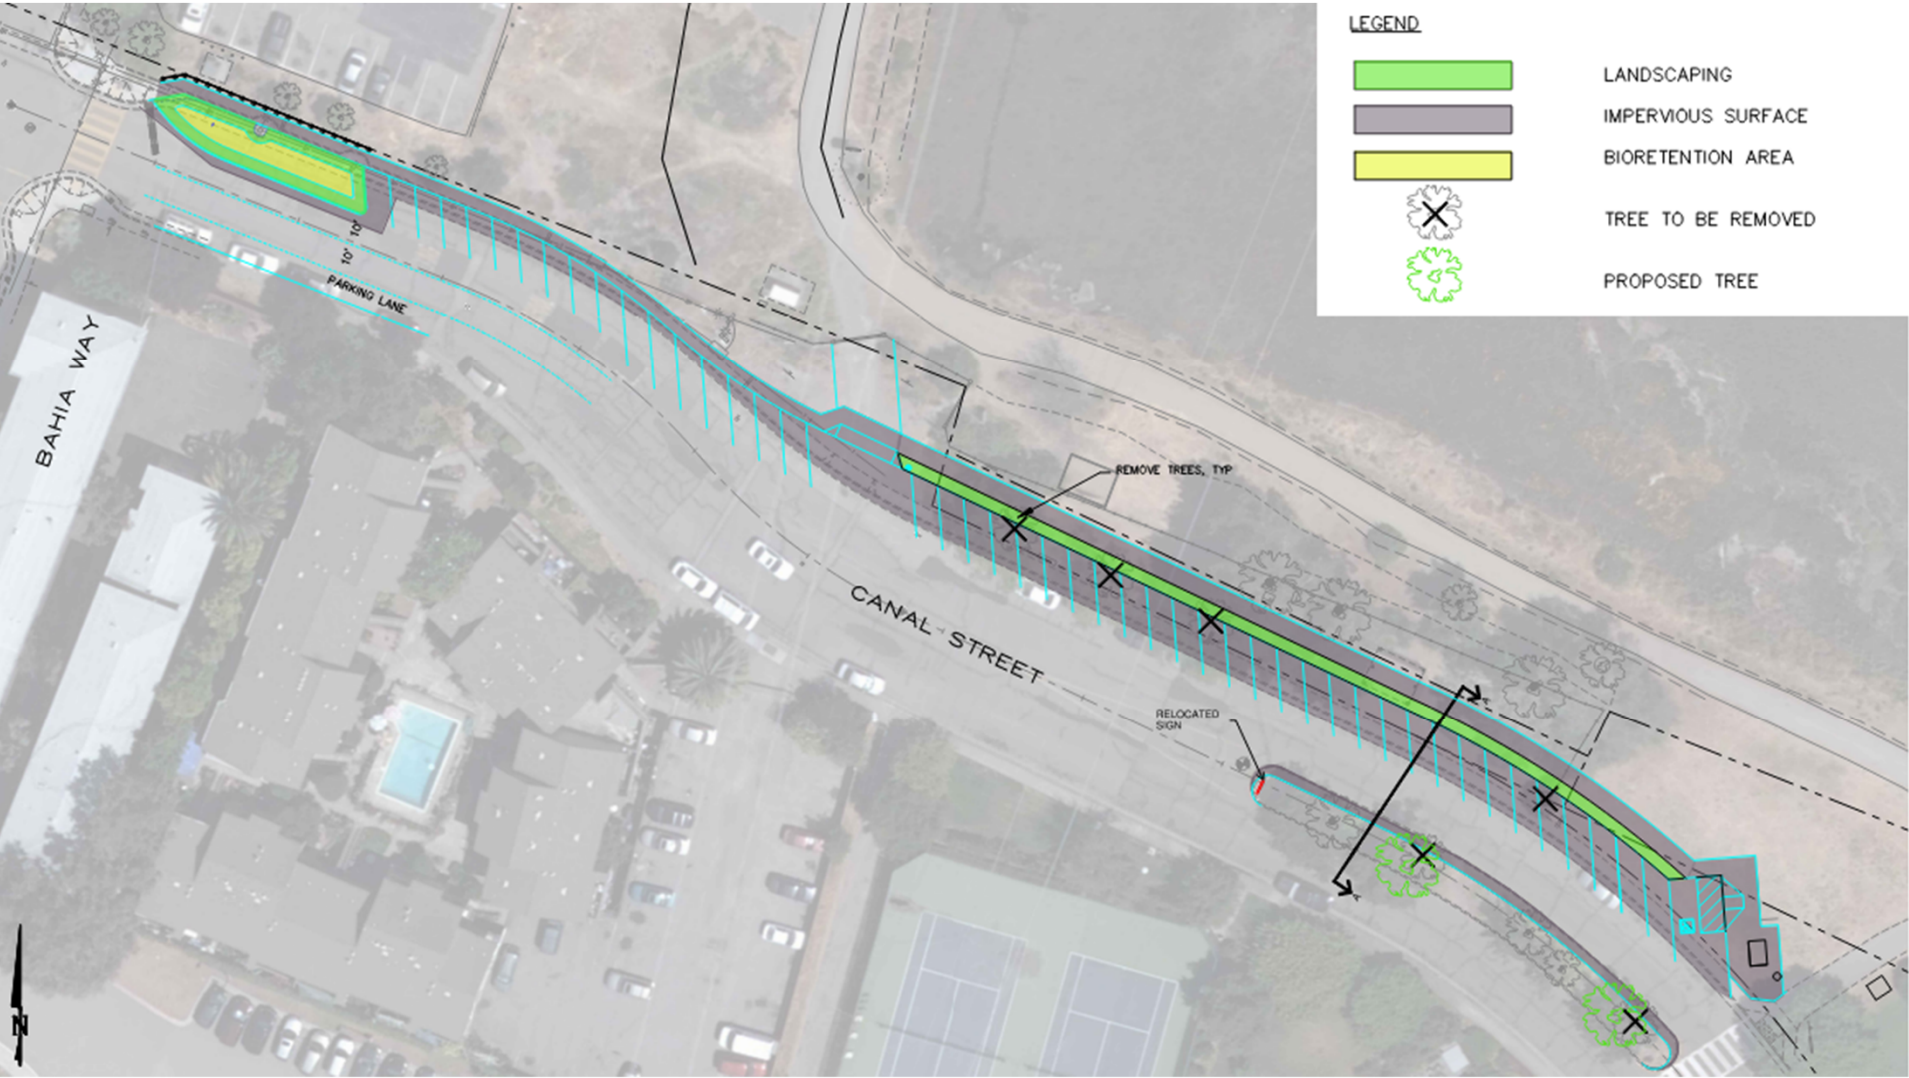 LEGEND
LANDSCAPING
IMPERVIOUS SURFACE
BIORETENTION AREA
TREE TO BE REMOVED
PROPOSED TREE
10'
10'
PARKING LANE
BAHIA WAY
REMOVE TREES, TYP
CANAL STREET
RELOCATED
SIGN
A
A
N